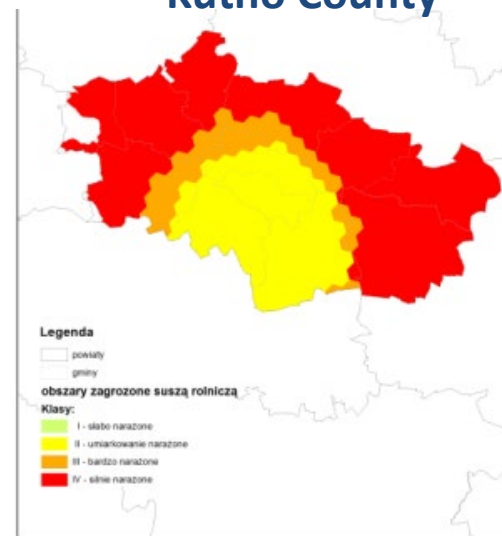 Kutno County
Legenda
powiaty
gminy
obszary zagrożone suszą rolniczą
Klasy:
I - słabo narażone
II - umiarkowanie narażone
III - bardzo narażone
IV - silnie narażone